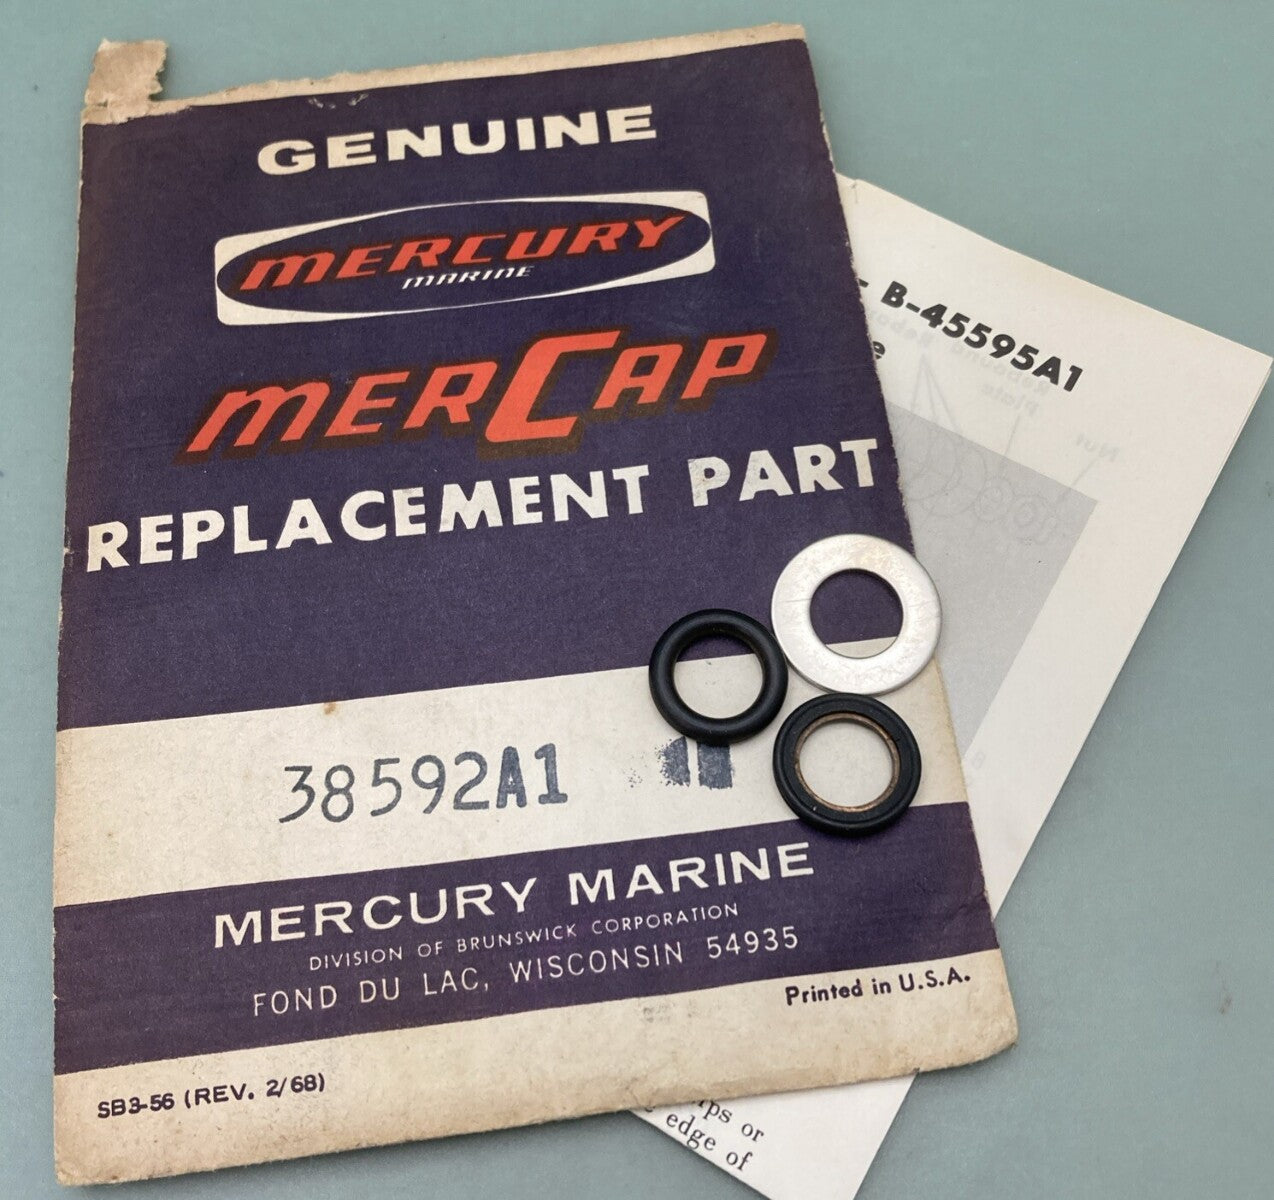 GENUINE
MERCURY
MARINE
MERCAP
REPLACEMENT PART
38592A1
MERCURY MARINE
DIVISION OF BRUNSWICK CORPORATION
FOND DU LAC, WISCONSIN 54935
Printed in U.S.A.
SB3-56 (REV. 2/68)
- B-45595A1
Nut
or
edge of